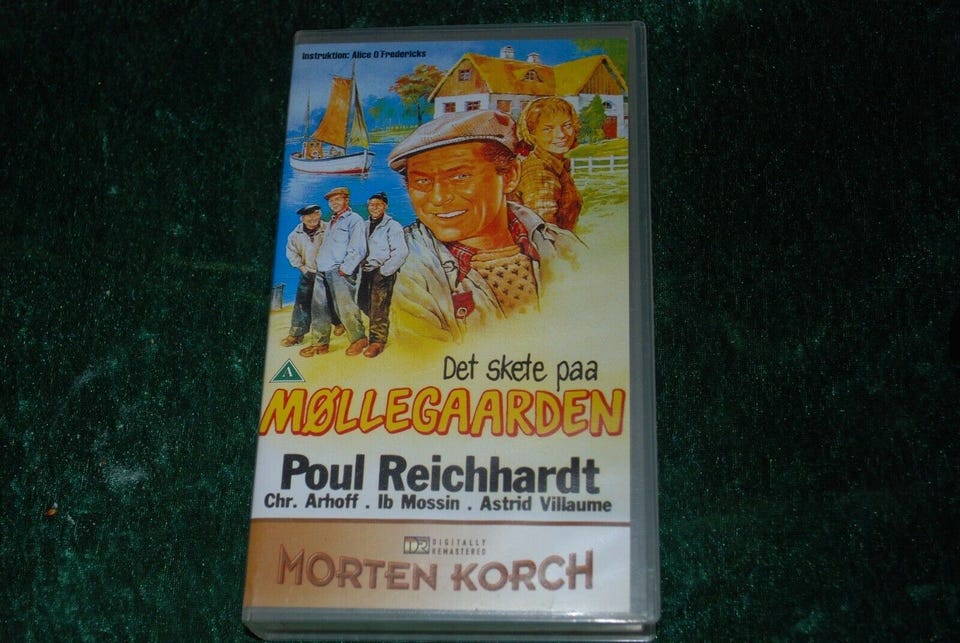 Instruktion: Alice O'Fredericks
A
Det skete paa
MØLLEGAARDEN
Poul Reichhardt
Chr. Arhoff . Ib Mossin . Astrid Villaume
DR DIGITALLY
REMASTERED
MORTEN KORCH